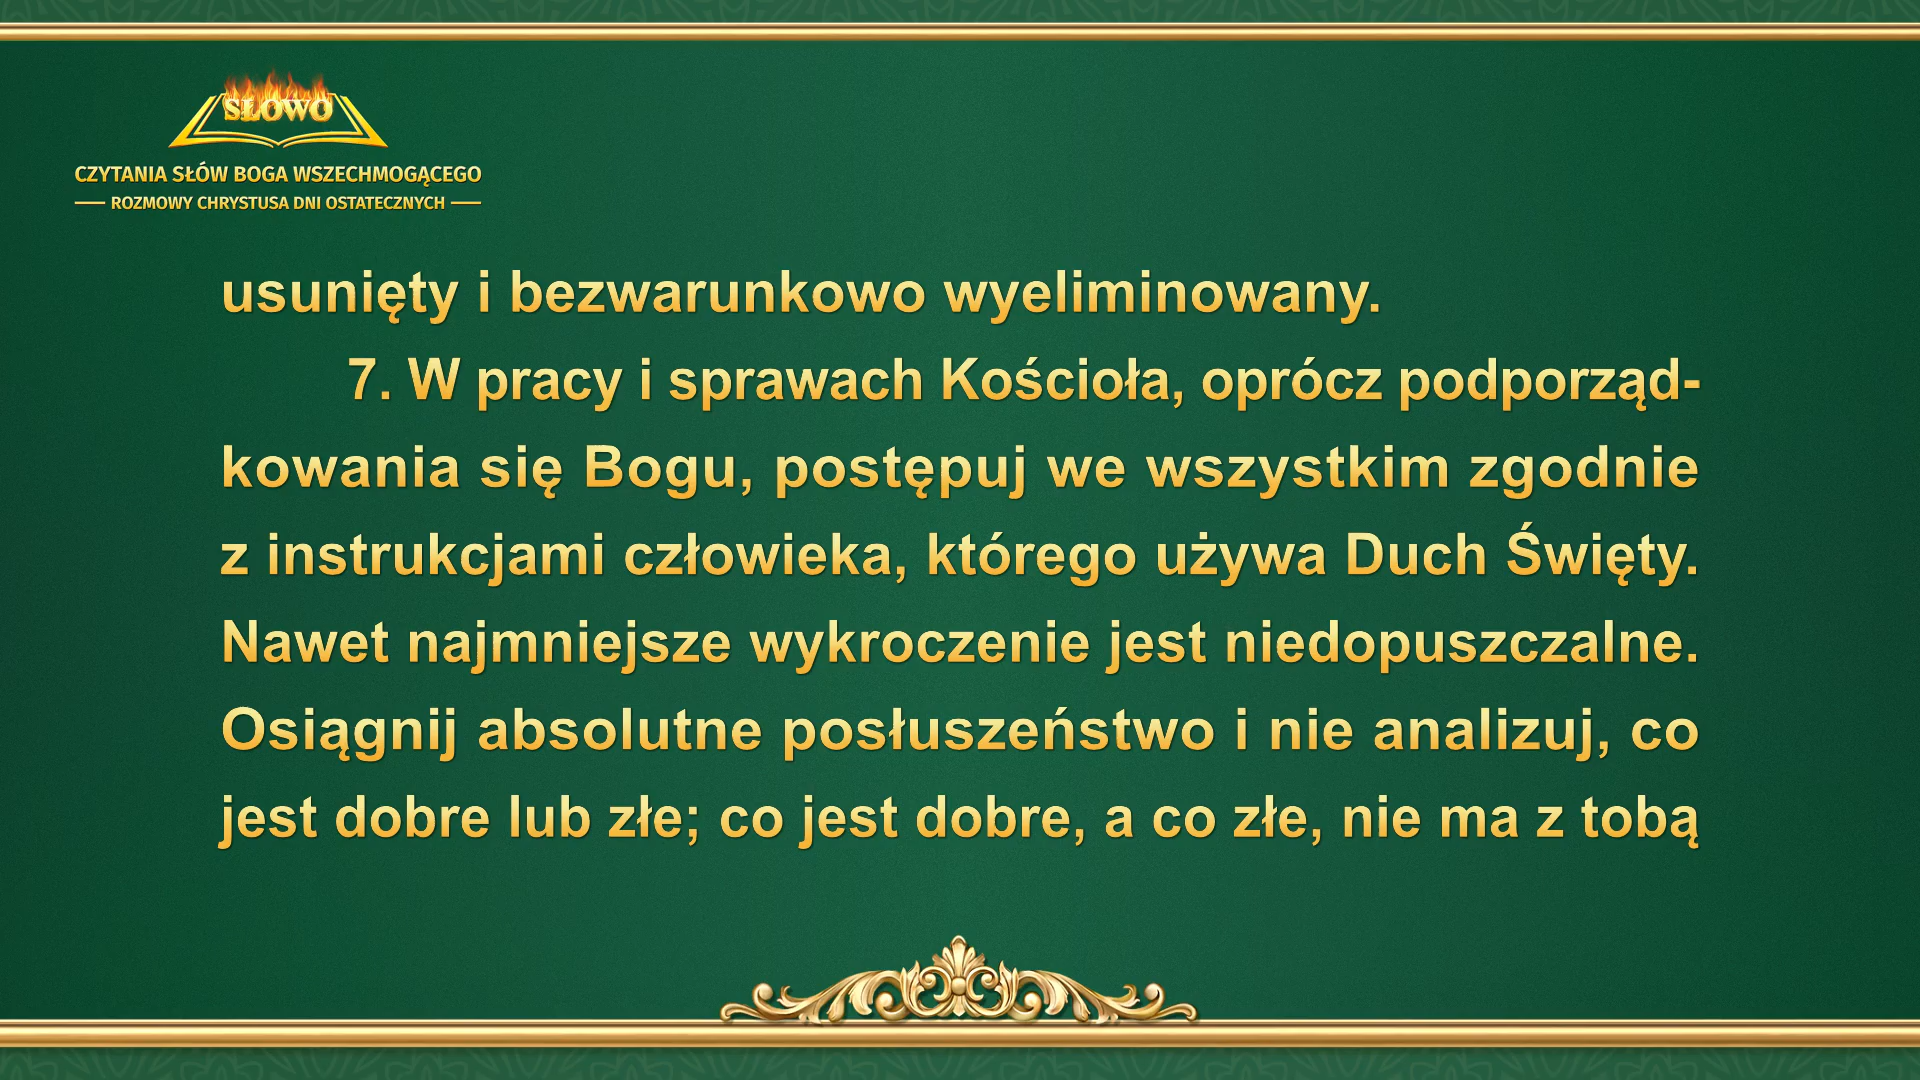 SŁOWO
CZYTANIA SŁÓW BOGA WSZECHMOGĄCEGO
ROZMOWY CHRYSTUSA DNI OSTATECZNYCH
usunięty i bezwarunkowo wyeliminowany.
7. W pracy i sprawach Kościoła, oprócz podporząd-
kowania się Bogu, postępuj we wszystkim zgodnie
z instrukcjami człowieka, którego używa Duch Święty.
Nawet najmniejsze wykroczenie jest niedopuszczalne.
Osiągnij absolutne posłuszeństwo i nie analizuj, co
jest dobre lub złe; co jest dobre, a co złe, nie ma z tobą